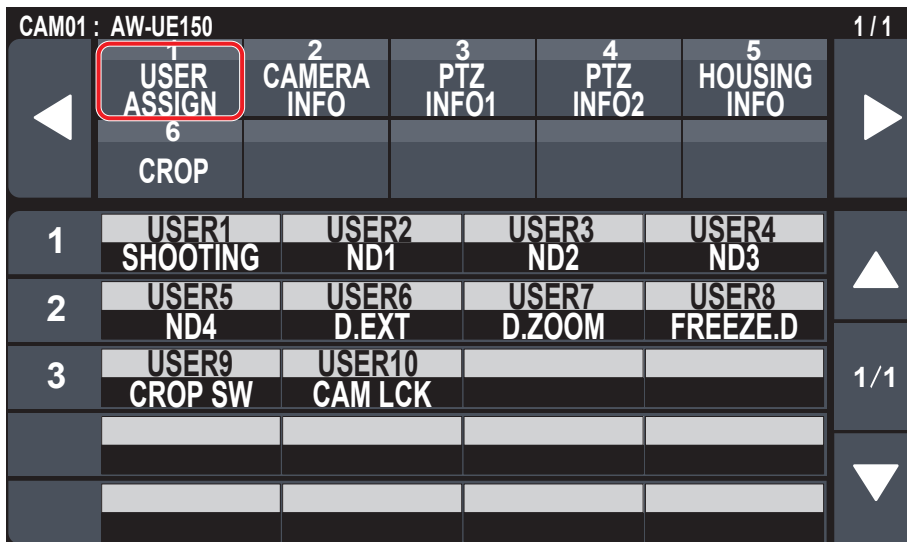 CAM01 : AW-UE150 1/1
1 2 3 4 5
USER CAMERA PTZ PTZ HOUSING
ASSIGN INFO INFO1 INFO2 INFO
6
CROP
1 USER1 USER2 USER3 USER4
SHOOTING ND1 ND2 ND3
2 USER5 USER6 USER7 USER8
ND4 D.EXT D.ZOOM FREEZE.D
3 USER9 USER10 1/1
CROP SW CAM LCK